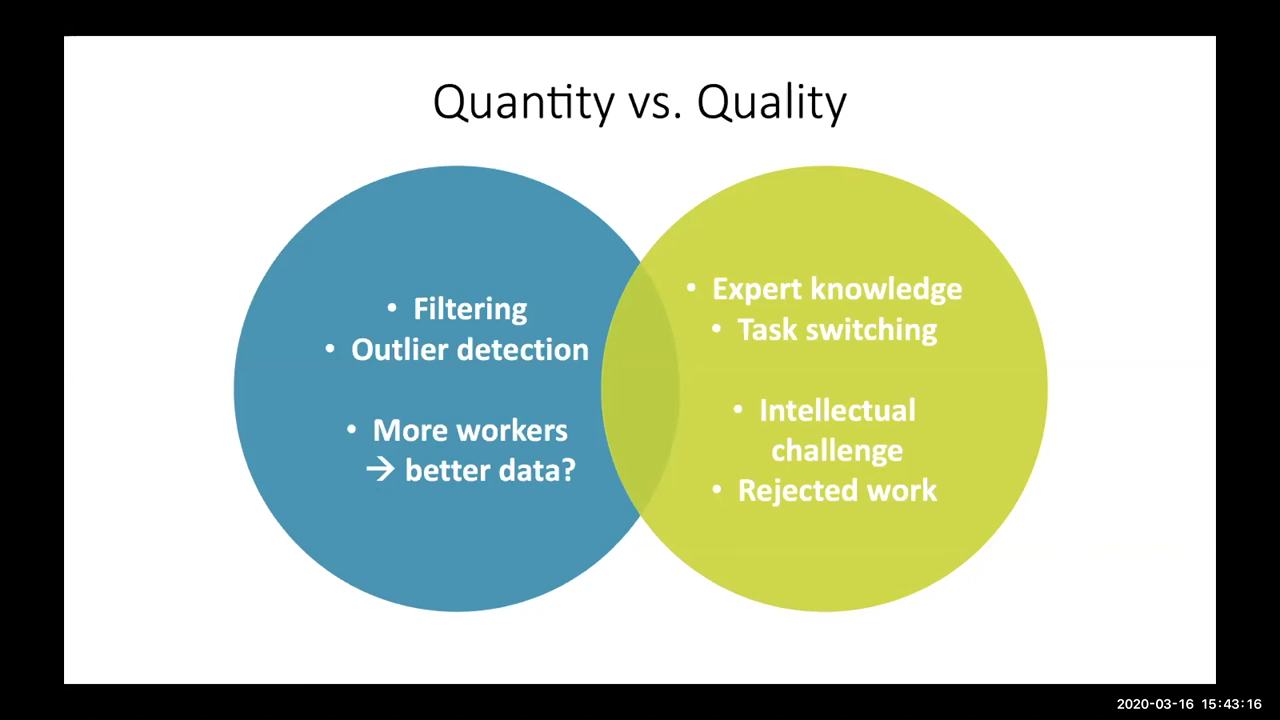 Quantity vs. Quality
• Filtering
• Outlier detection
• More workers
→ better data?
• Expert knowledge
• Task switching
• Intellectual
challenge
• Rejected work
2020-03-16 15:43:16